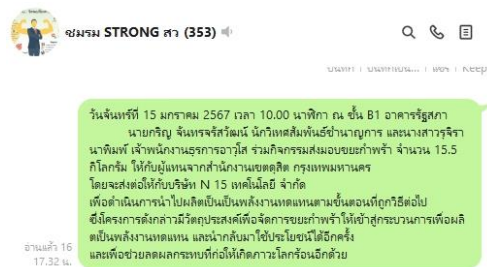 ชมรม STRONG สว (353)
วันจันทร์ที่ 15 มกราคม 2567 เวลา 10.00 นาฬิกา ณ ชั้น B1 อาคารรัฐสภา
นายกริญ จันทรจรัสวัฒน์ นักวิเทศสัมพันธ์ชำนาญการ และนางสาวรุจิรา
นาพิมพ์ เจ้าพนักงานธุรการอาวุโส ร่วมกิจกรรมส่งมอบขยะกำพร้า จำนวน 15.5
กิโลกรัม ให้กับผู้แทนจากสำนักงานเขตดุสิต กรุงเทพมหานคร
โดยจะส่งต่อให้กับบริษัท N 15 เทคโนโลยี จำกัด
เพื่อดำเนินการนำไปผลิตเป็นเป็นพลังงานทดแทนตามขั้นตอนที่ถูกวิธีต่อไป
ซึ่งโครงการดังกล่าวมีวัตถุประสงค์เพื่อจัดการขยะกำพร้าให้เข้าสู่กระบวนการเพื่อผลิ
ตเป็นพลังงานทดแทน และนำกลับมาใช้ประโยชน์ได้อีกครั้ง
และเพื่อช่วยลดผลกระทบที่ก่อให้เกิดภาวะโลกร้อนอีกด้วย
อ่านแล้ว 16
17.32 น.